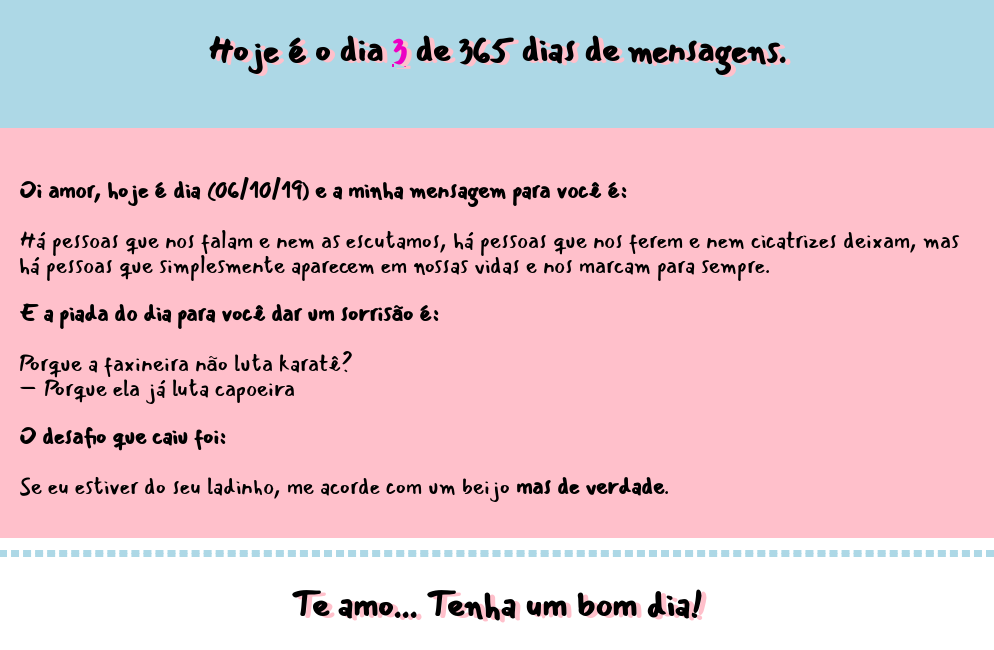 Hoje é o dia 3 de 365 dias de mensagens.
Oi amor, hoje é dia (06/10/19) e a minha mensagem para você é:
Há pessoas que nos falam e nem as escutamos, há pessoas que nos ferem e nem cicatrizes deixam, mas
há pessoas que simplesmente aparecem em nossas vidas e nos marcam para sempre.
E a piada do dia para você dar um sorrisão é:
Porque a faxineira não luta karatê?
— Porque ela já luta capoeira
O desafio que caiu foi:
Se eu estiver do seu ladinho, me acorde com um beijo mas de verdade.
Te amo... Tenha um bom dia!